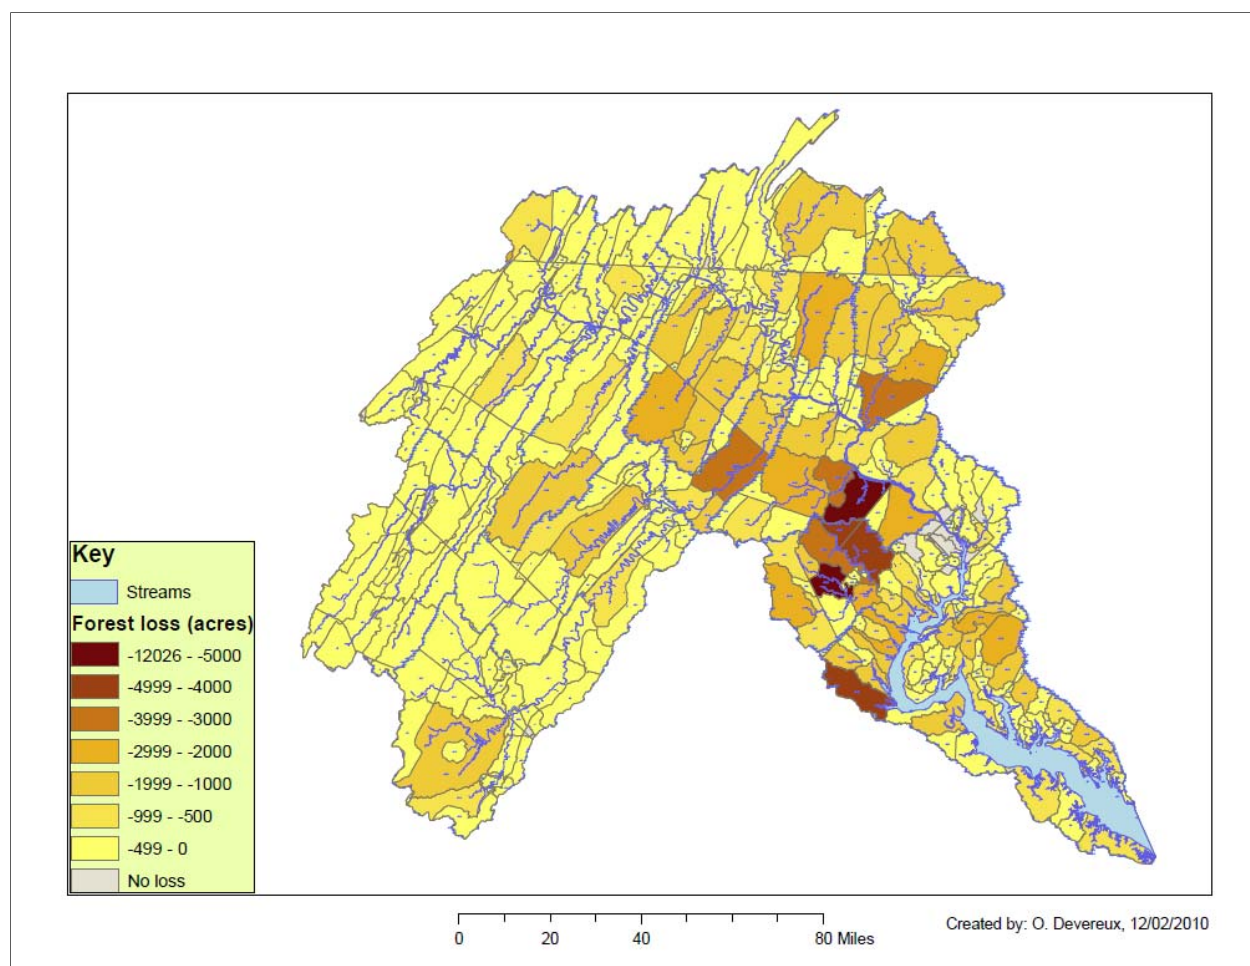 Key
Streams
Forest loss (acres)
-12026 - -5000
-4999 - -4000
-3999 - -3000
-2999 - -2000
-1999 - -1000
-999 - -500
-499 - 0
No loss
0 20 40 80 Miles
Created by: O. Devereux, 12/02/2010